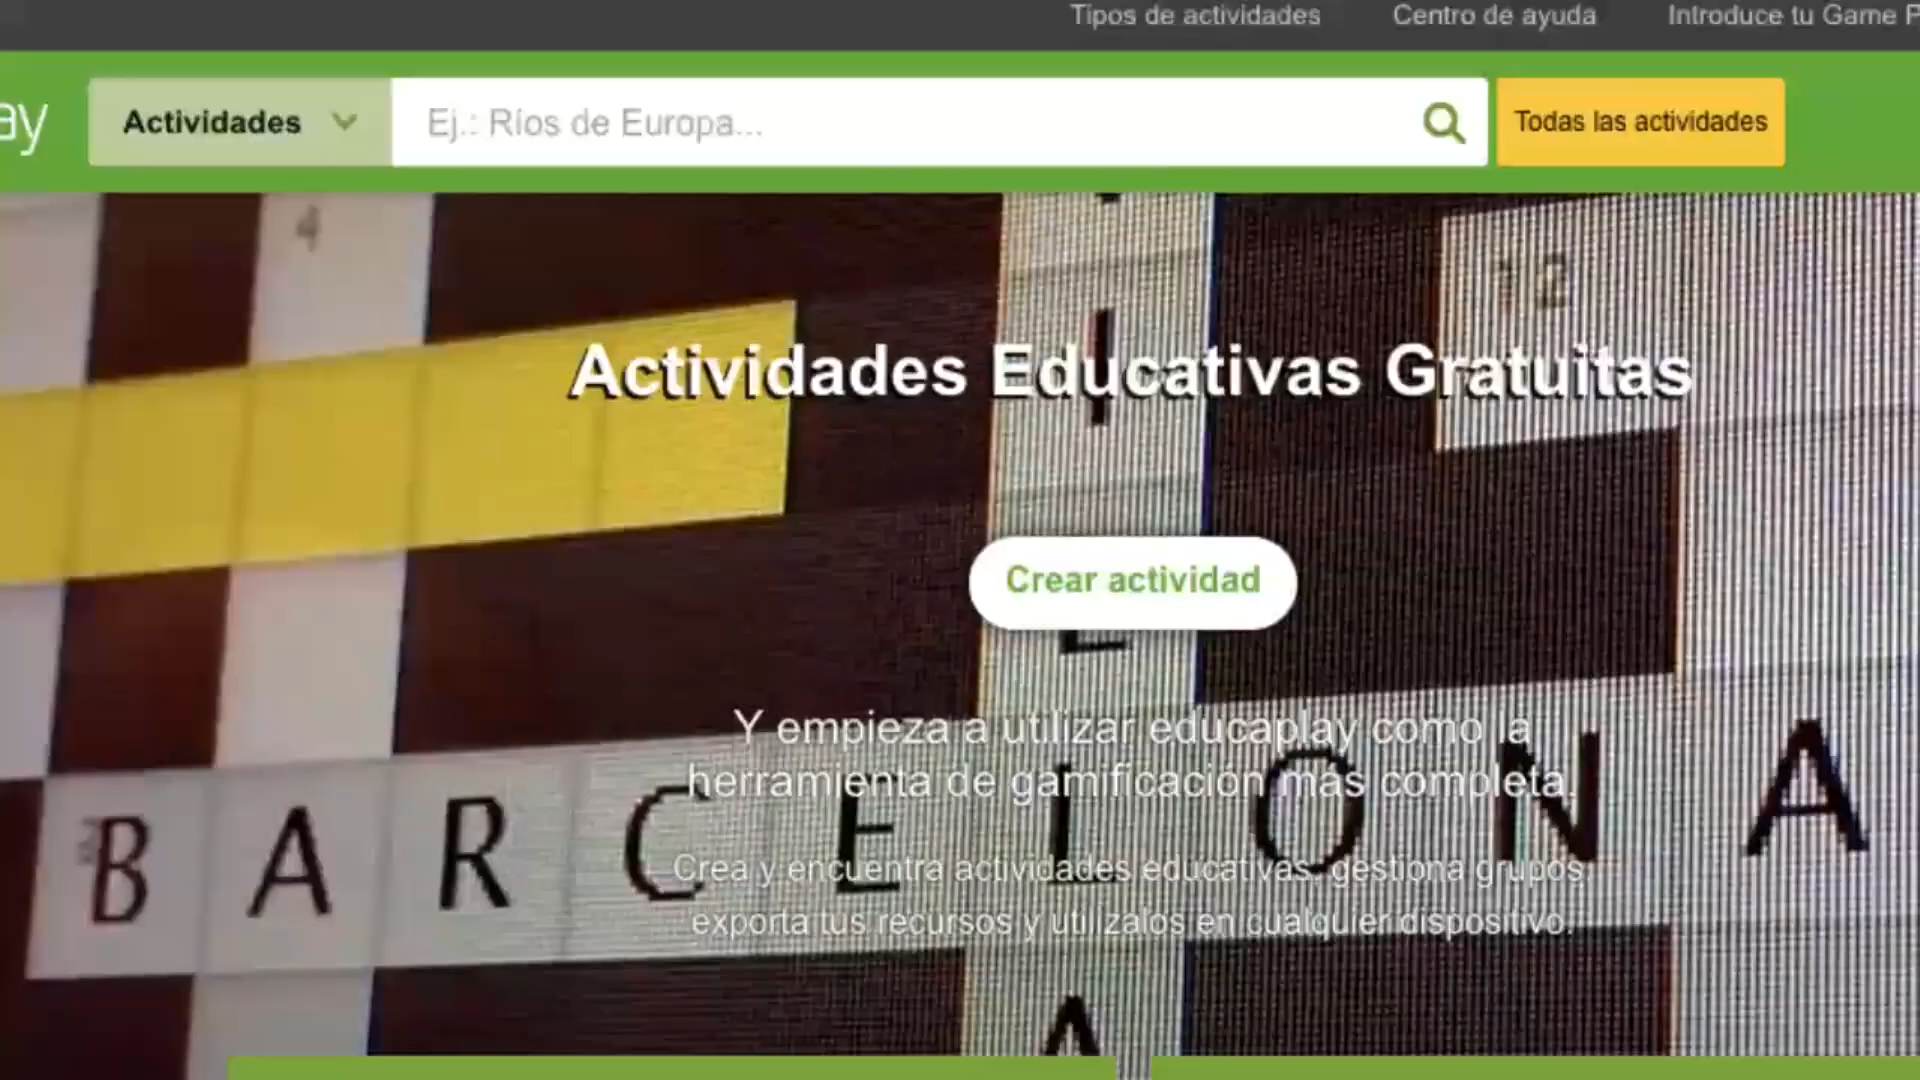 Tipos de actividades Centro de ayuda Introduce tu Game P
ay Actividades Ej.: Ríos de Europa... Todas las actividades
4
12
Actividades Educativas Gratuitas
Crear actividad
Y empieza a utilizar educaplay como la
herramienta de gamificación más completa.
BARCELONA
Crea y encuentra actividades educativas, gestiona grupos,
exporta tus recursos y utilízalos en cualquier dispositivo.
A